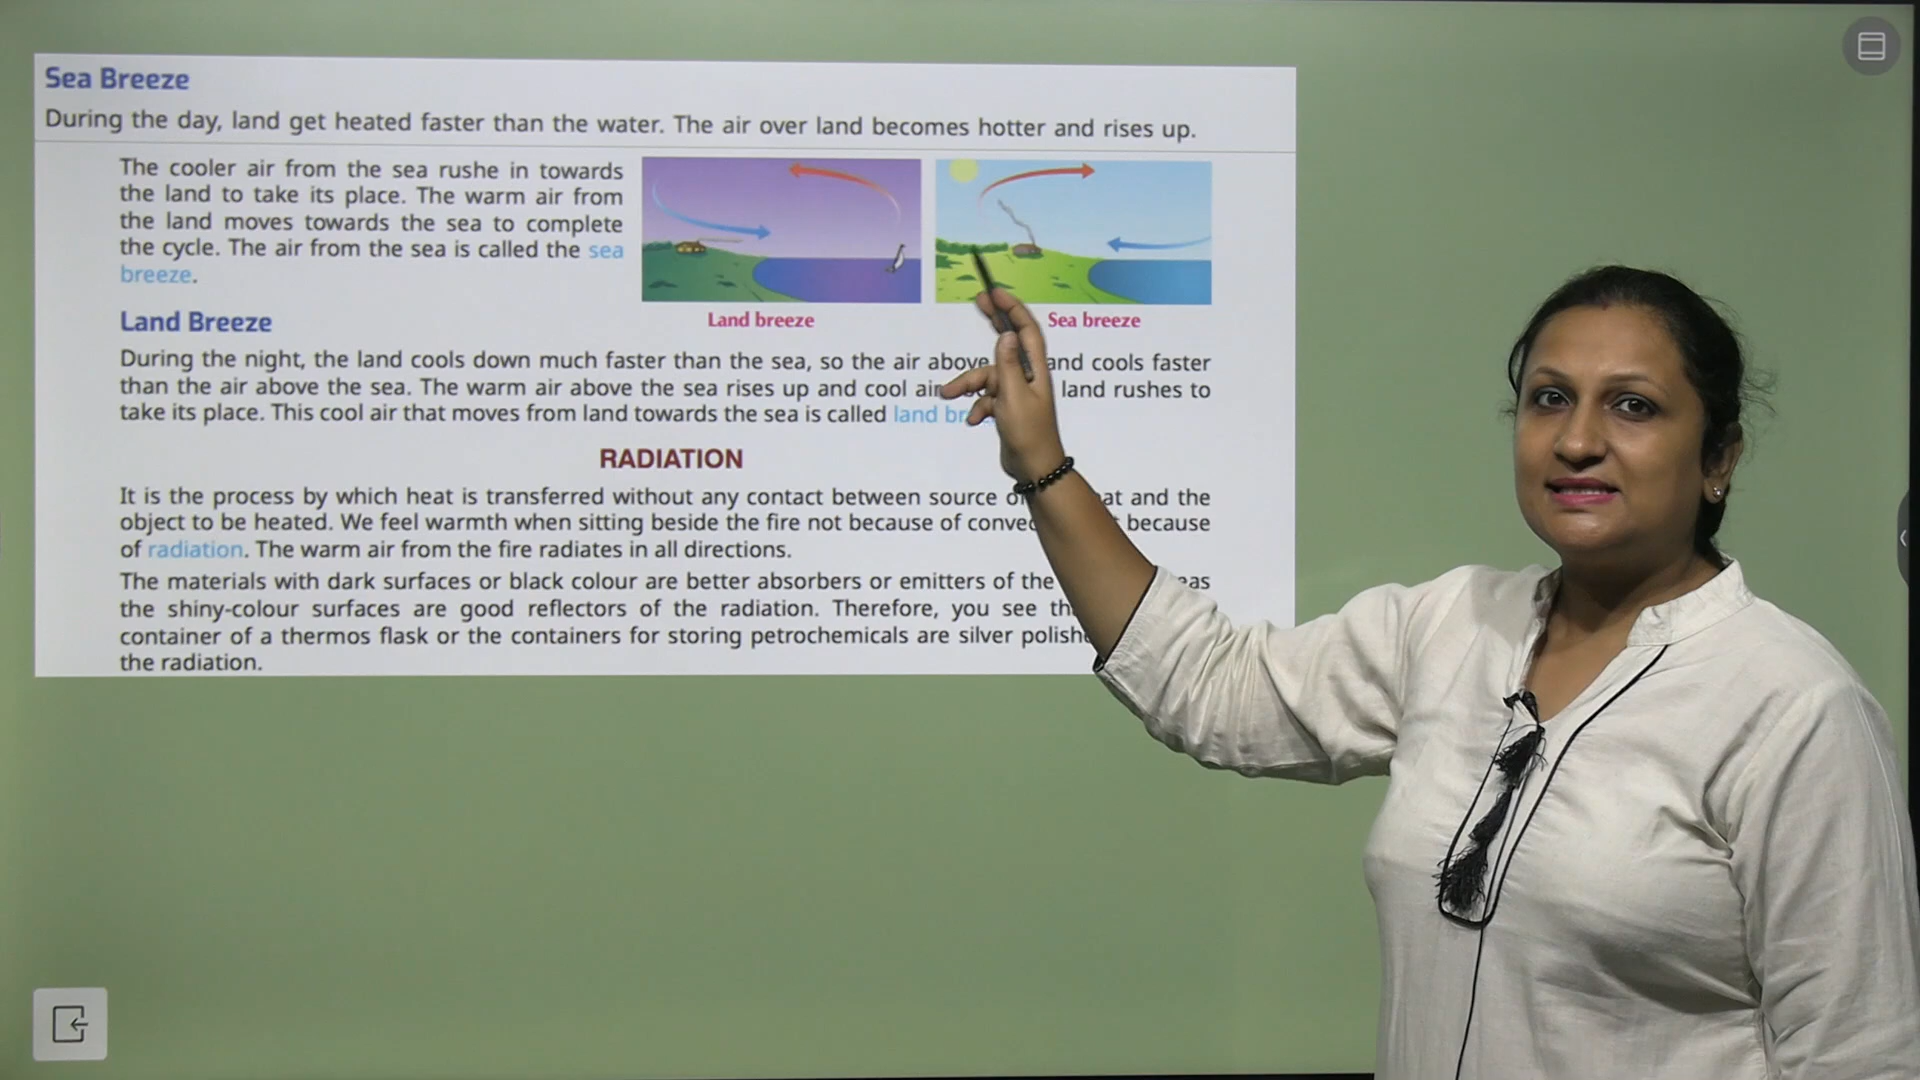 Sea Breeze
During the day, land get heated faster than the water. The air over land becomes hotter and rises up.
The cooler air from the sea rushe in towards
the land to take its place. The warm air from
the land moves towards the sea to complete
the cycle. The air from the sea is called the sea
breeze.
Land breeze
Sea breeze
Land Breeze
During the night, the land cools down much faster than the sea, so the air above and cools faster
than the air above the sea. The warm air above the sea rises up and cool air land rushes to
take its place. This cool air that moves from land towards the sea is called land
RADIATION
It is the process by which heat is transferred without any contact between source and the
object to be heated. We feel warmth when sitting beside the fire not because of because
of radiation. The warm air from the fire radiates in all directions.
The materials with dark surfaces or black colour are better absorbers or emitters of the
the shiny-colour surfaces are good reflectors of the radiation. Therefore, you see
container of a thermos flask or the containers for storing petrochemicals are silver
the radiation.